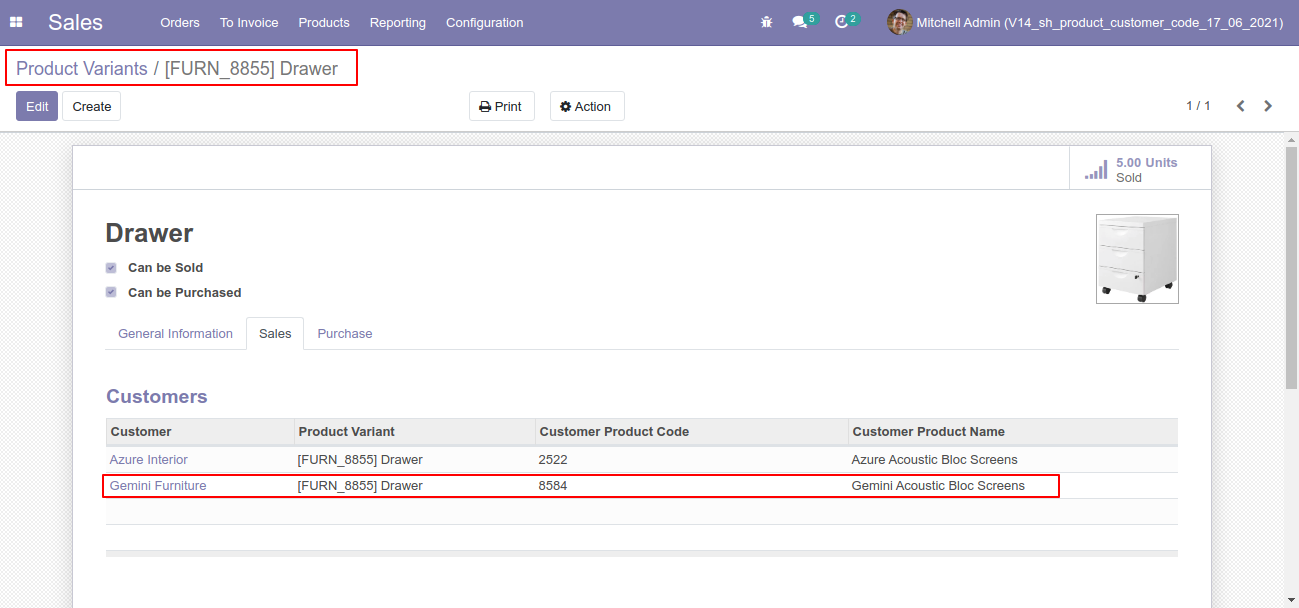 Sales Orders To Invoice Products Reporting Configuration 5 2 Mitchell Admin (V14_sh_product_customer_code_17_06_2021)
Product Variants / [FURN_8855] Drawer
Edit Create Print Action 1 / 1
5.00 Units
Sold
Drawer
Can be Sold
Can be Purchased
General Information Sales Purchase
Customers
Customer Product Variant Customer Product Code Customer Product Name
Azure Interior [FURN_8855] Drawer 2522 Azure Acoustic Bloc Screens
Gemini Furniture [FURN_8855] Drawer 8584 Gemini Acoustic Bloc Screens